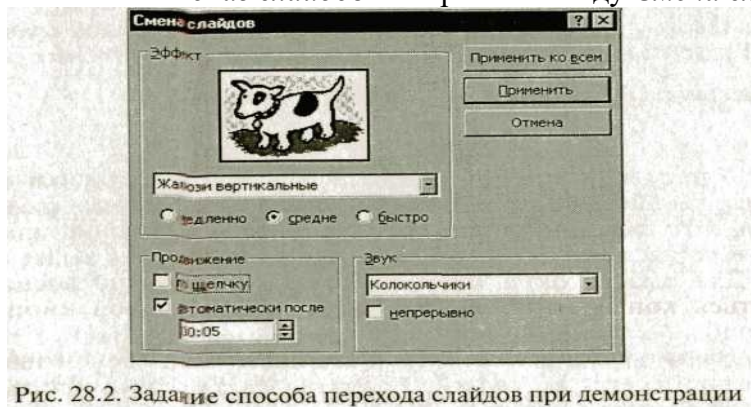 Смена слайдов
Эффект
Применить ко всем
Применить
Отмена
Жалюзи вертикальные
медленно средне быстро
Продвижение
по щелчку
автоматически после
00:05
Звук
Колокольчики
непрерывно
Рис. 28.2. Задание способа перехода слайдов при демонстрации